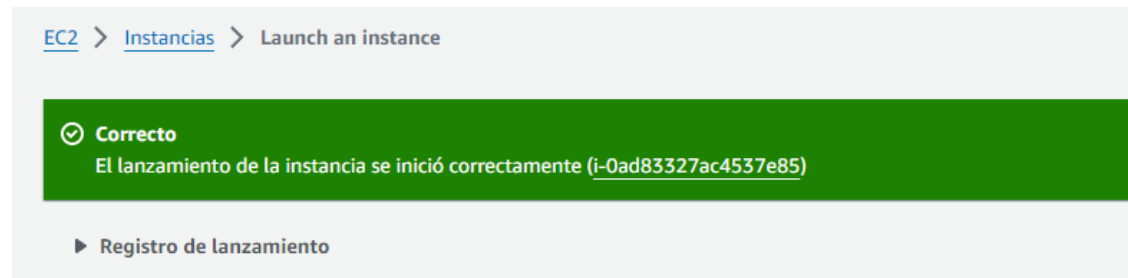 EC2 > Instancias > Launch an instance
Correcto
El lanzamiento de la instancia se inició correctamente (i-0ad83327ac4537e85)
Registro de lanzamiento